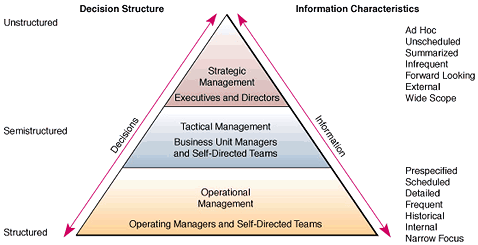 Decision Structure
Information Characteristics
Unstructured
Ad Hoc
Unscheduled
Summarized
Infrequent
Forward Looking
External
Wide Scope
Strategic
Management
Executives and Directors
Decisions
Information
Semistructured
Tactical Management
Business Unit Managers
and Self-Directed Teams
Prespecified
Scheduled
Detailed
Frequent
Historical
Internal
Narrow Focus
Operational
Management
Operating Managers and Self-Directed Teams
Structured